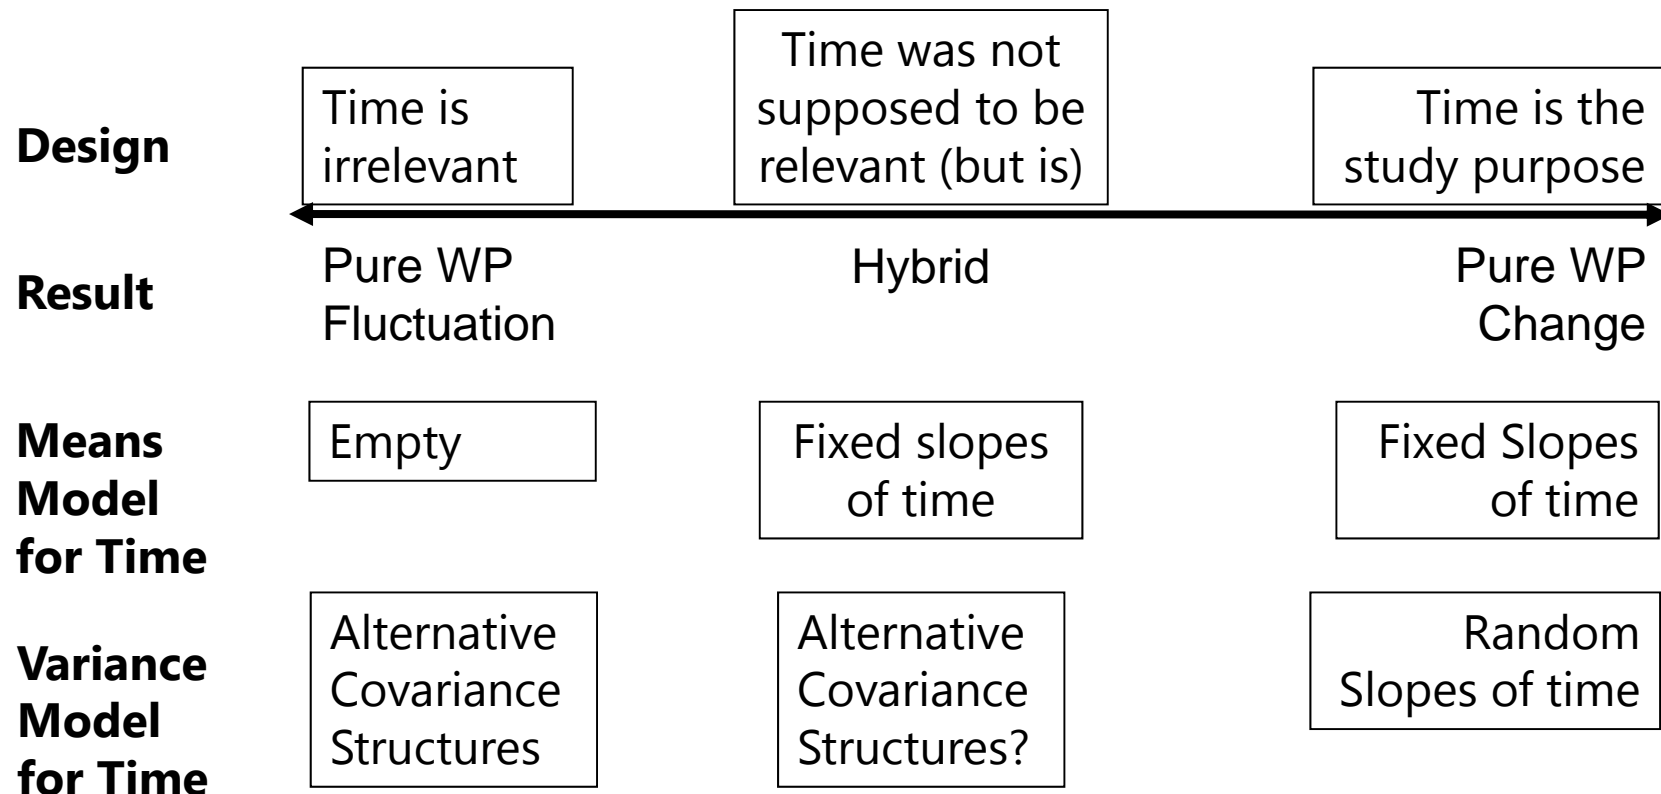 Design
Time is
irrelevant
Time was not
supposed to be
relevant (but is)
Time is the
study purpose
Result
Pure WP
Fluctuation
Hybrid
Pure WP
Change
Means
Model
for Time
Empty
Fixed slopes
of time
Fixed Slopes
of time
Variance
Model
for Time
Alternative
Covariance
Structures
Alternative
Covariance
Structures?
Random
Slopes of time